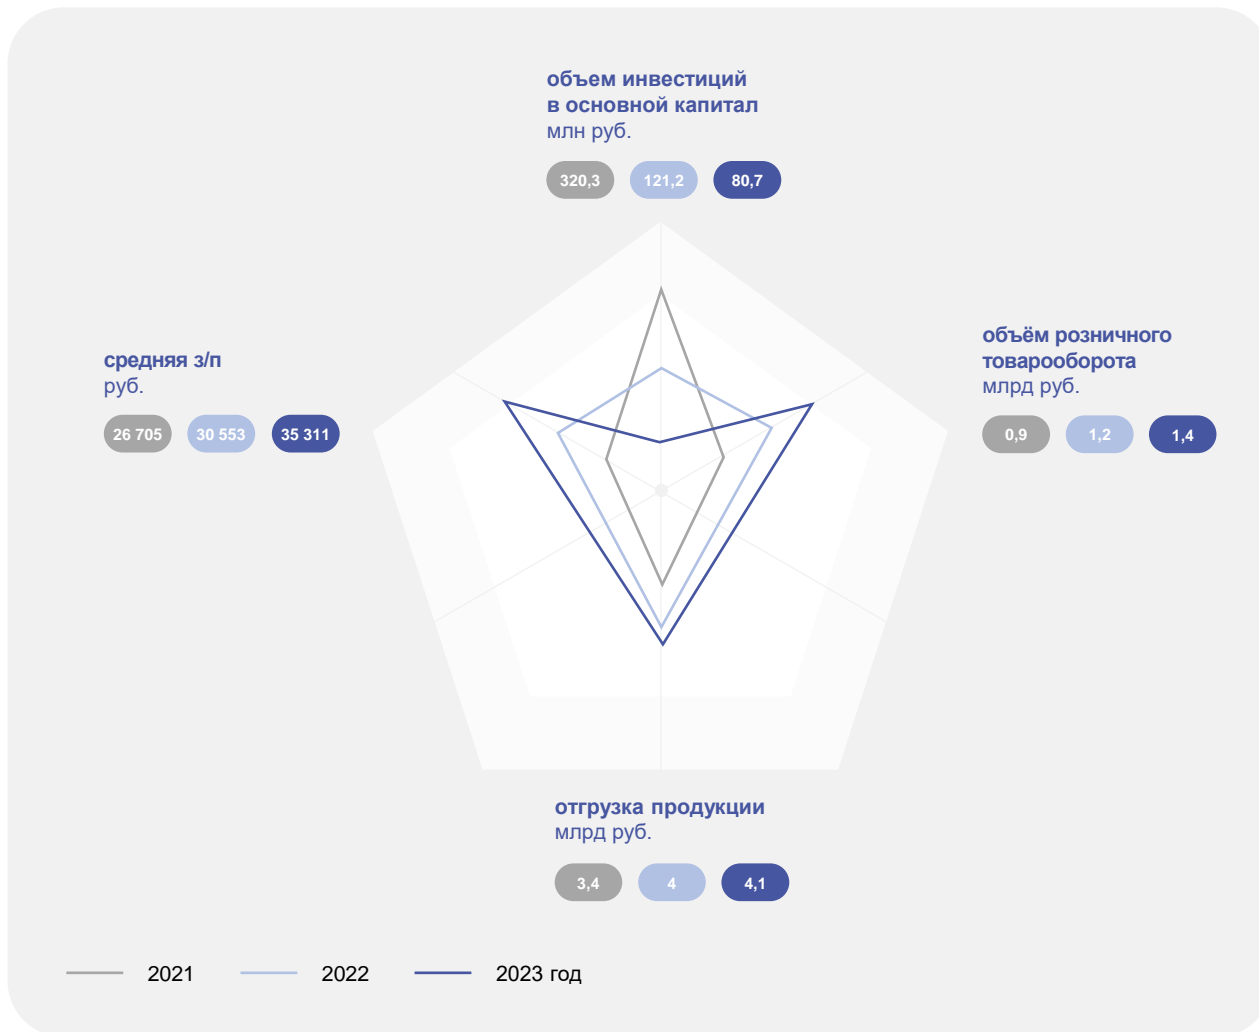 объем инвестиций
в основной капитал
млн руб.
320,3 121,2 80,7
средняя з/п
руб.
26 705 30 553 35 311
объём розничного
товарооборота
млрд руб.
0,9 1,2 1,4
отгрузка продукции
млрд руб.
3,4 4 4,1
2021 2022 2023 год